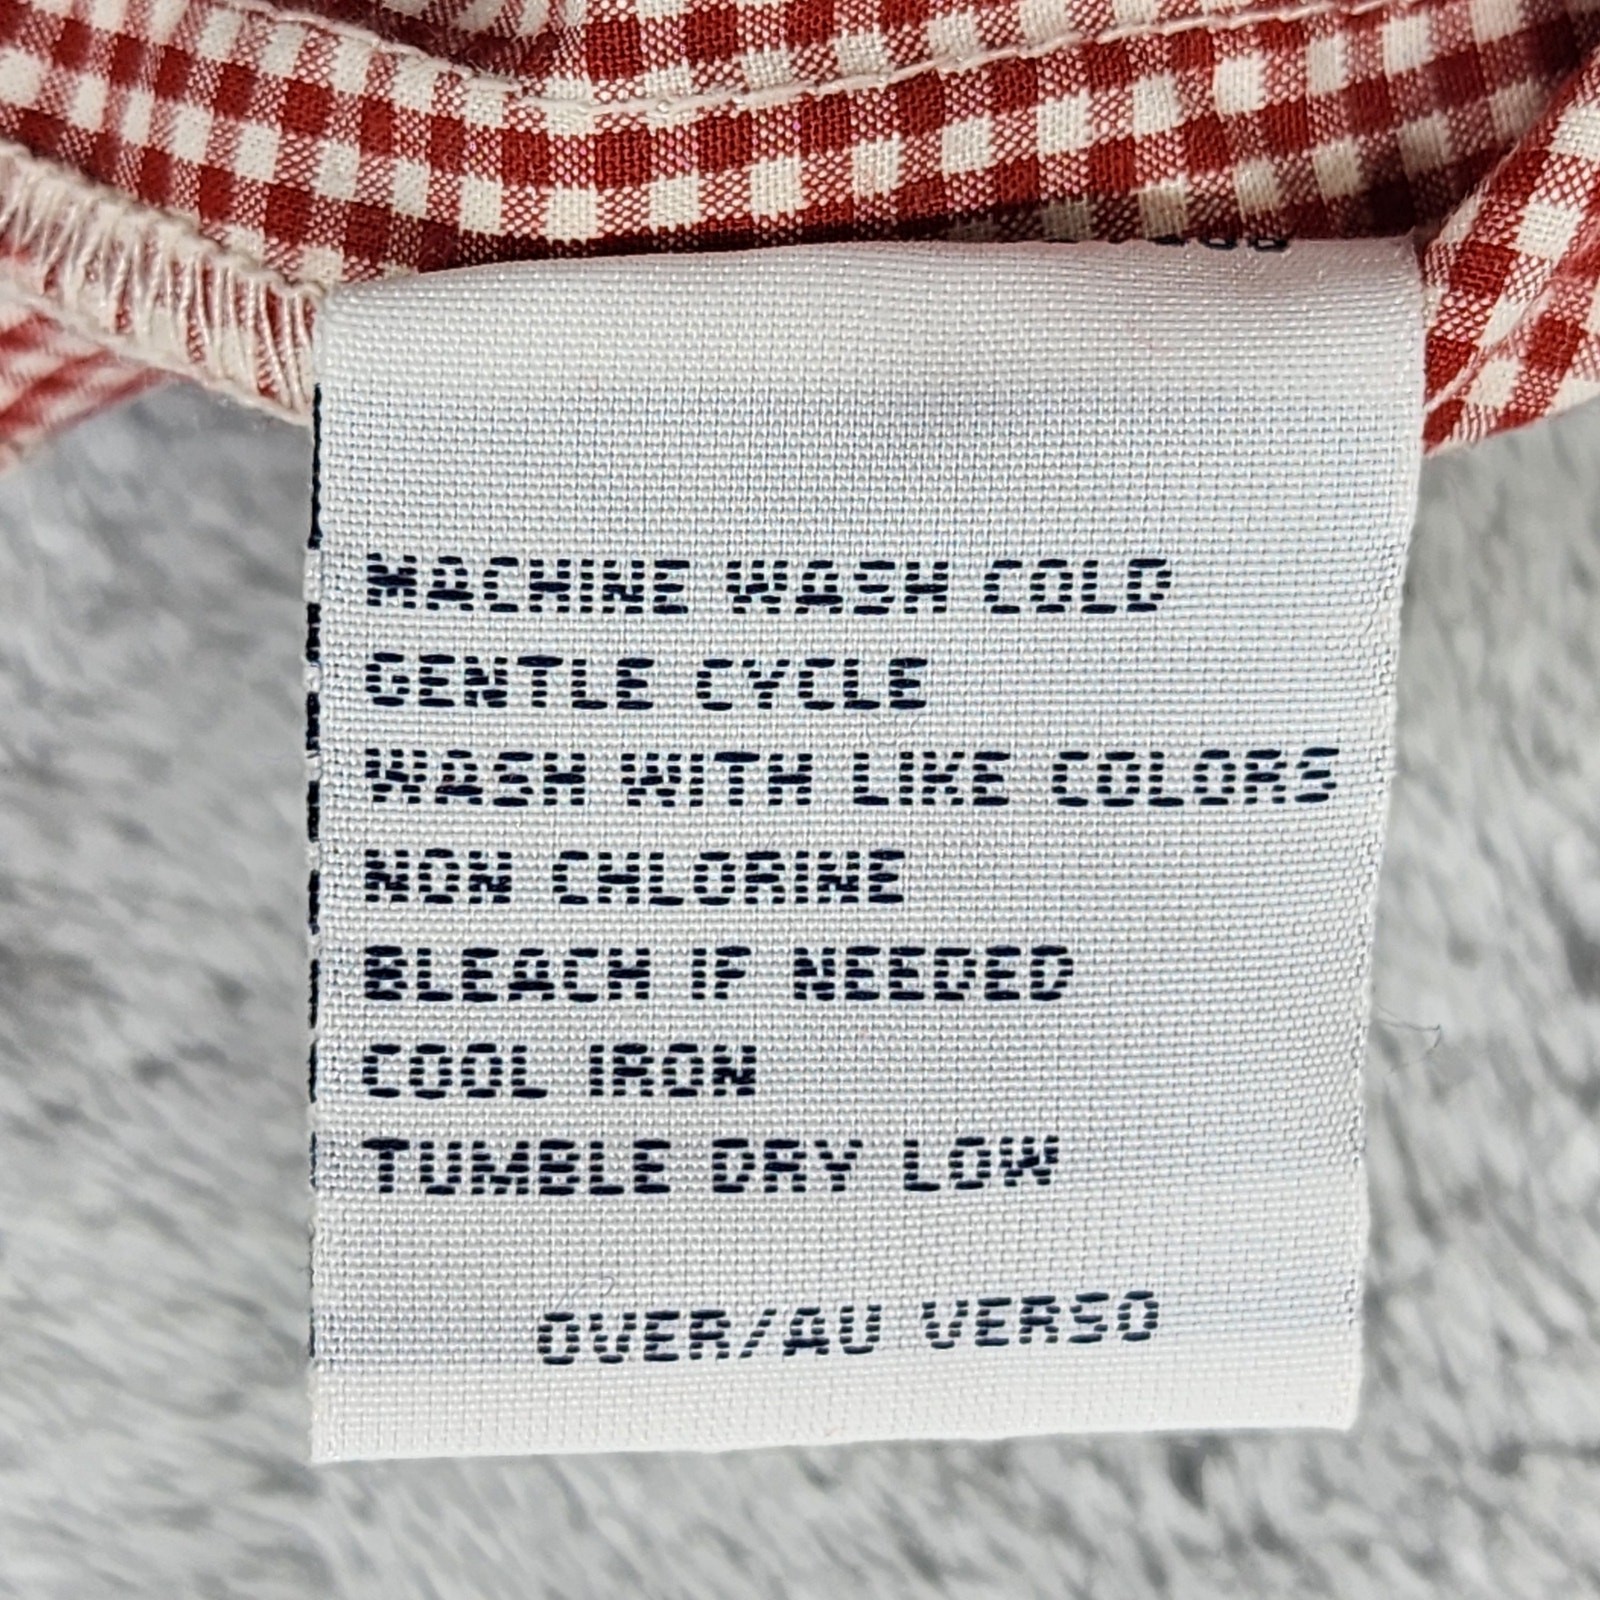 MACHINE WASH COLD
GENTLE CYCLE
WASH WITH LIKE COLORS
NON CHLORINE
BLEACH IF NEEDED
COOL IRON
TUMBLE DRY LOW
OVER/AU VERSO